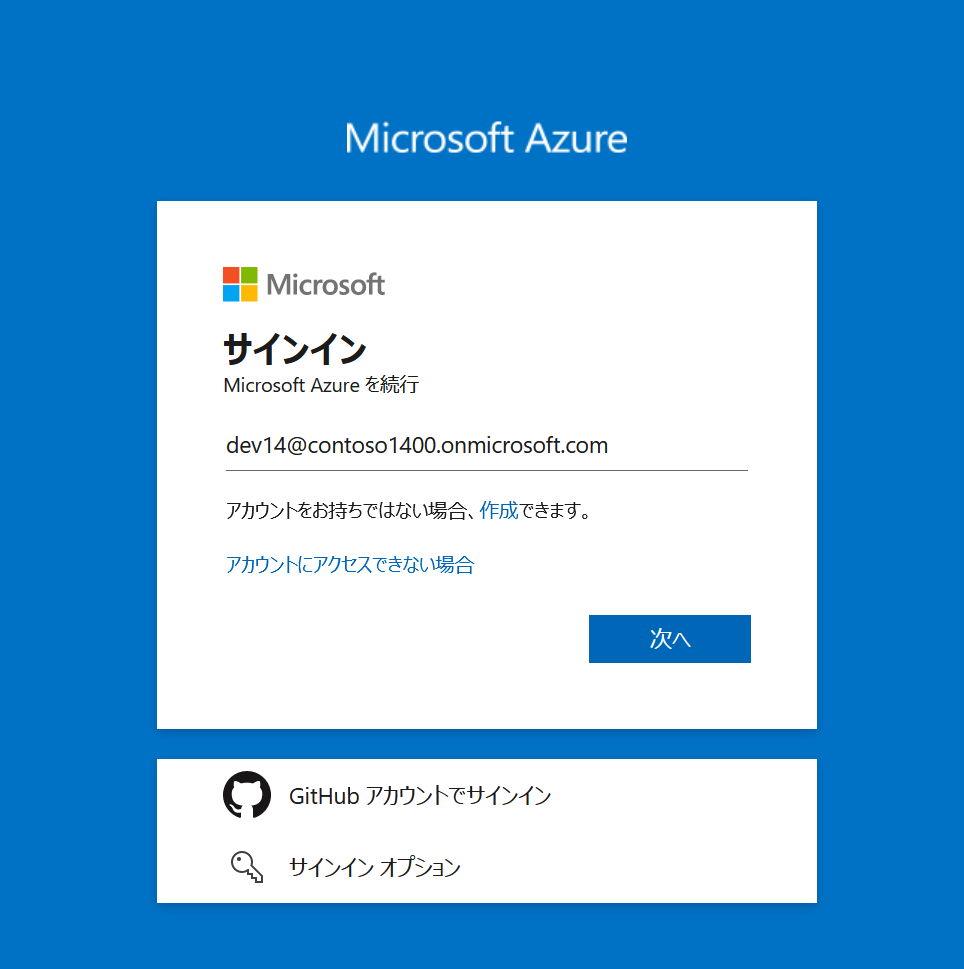 Microsoft Azure
Microsoft
サインイン
Microsoft Azure を続行
dev14@contoso1400.onmicrosoft.com
アカウントをお持ちではない場合、作成できます。
アカウントにアクセスできない場合
次へ
GitHub アカウントでサインイン
サインイン オプション